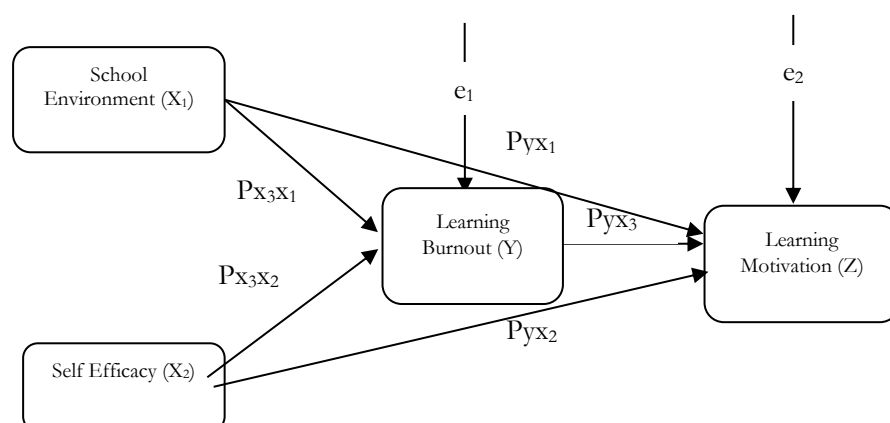 School
Environment (X₁)
e₁
e₂
Pyx₁
Px₃x₁
Learning
Burnout (Y)
Pyx₃
Learning
Motivation (Z)
Px₃x₂
Pyx₂
Self Efficacy (X₂)